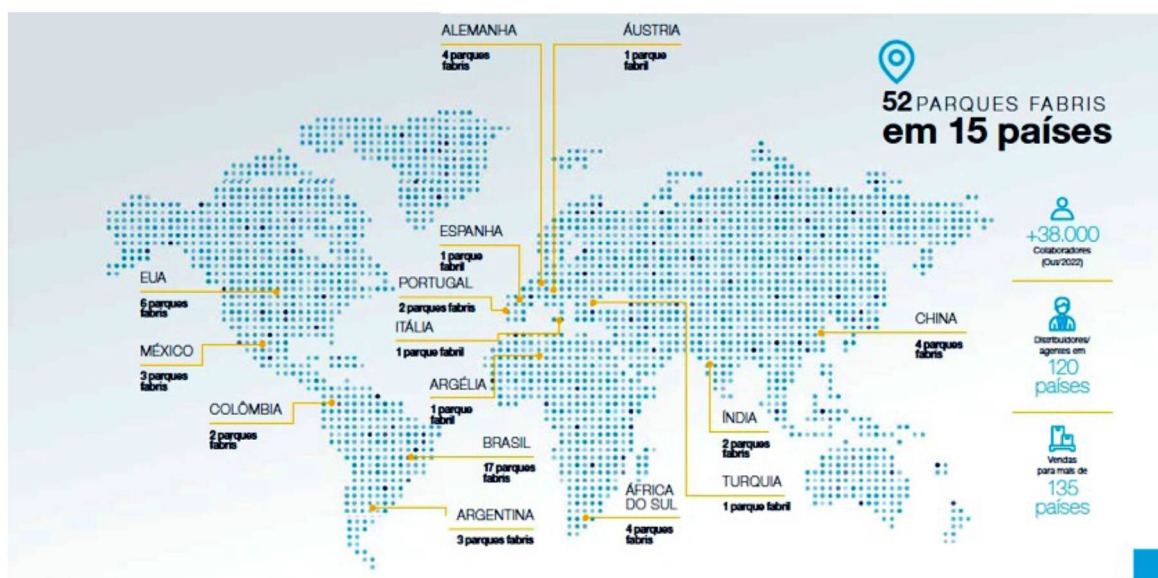 ALEMANHA
4 parques
fabris
ÁUSTRIA
1 parque
fabril
52 PARQUES FABRIS
em 15 países
ESPANHA
1 parque
fabril
PORTUGAL
2 parques fabris
ITÁLIA
1 parque fabril
ARGÉLIA
1 parque
fabril
EUA
6 parques
fabris
MÉXICO
3 parques
fabris
COLÔMBIA
2 parques
fabris
BRASIL
17 parques
fabris
ARGENTINA
3 parques fabris
ÁFRICA
DO SUL
4 parques
fabris
ÍNDIA
2 parques
fabris
TURQUIA
1 parque fabril
CHINA
4 parques
fabris
+38.000
Colaboradores
(Out/2022)
Distribuidores/
agentes em
120
países
Vendas
para mais de
135
países